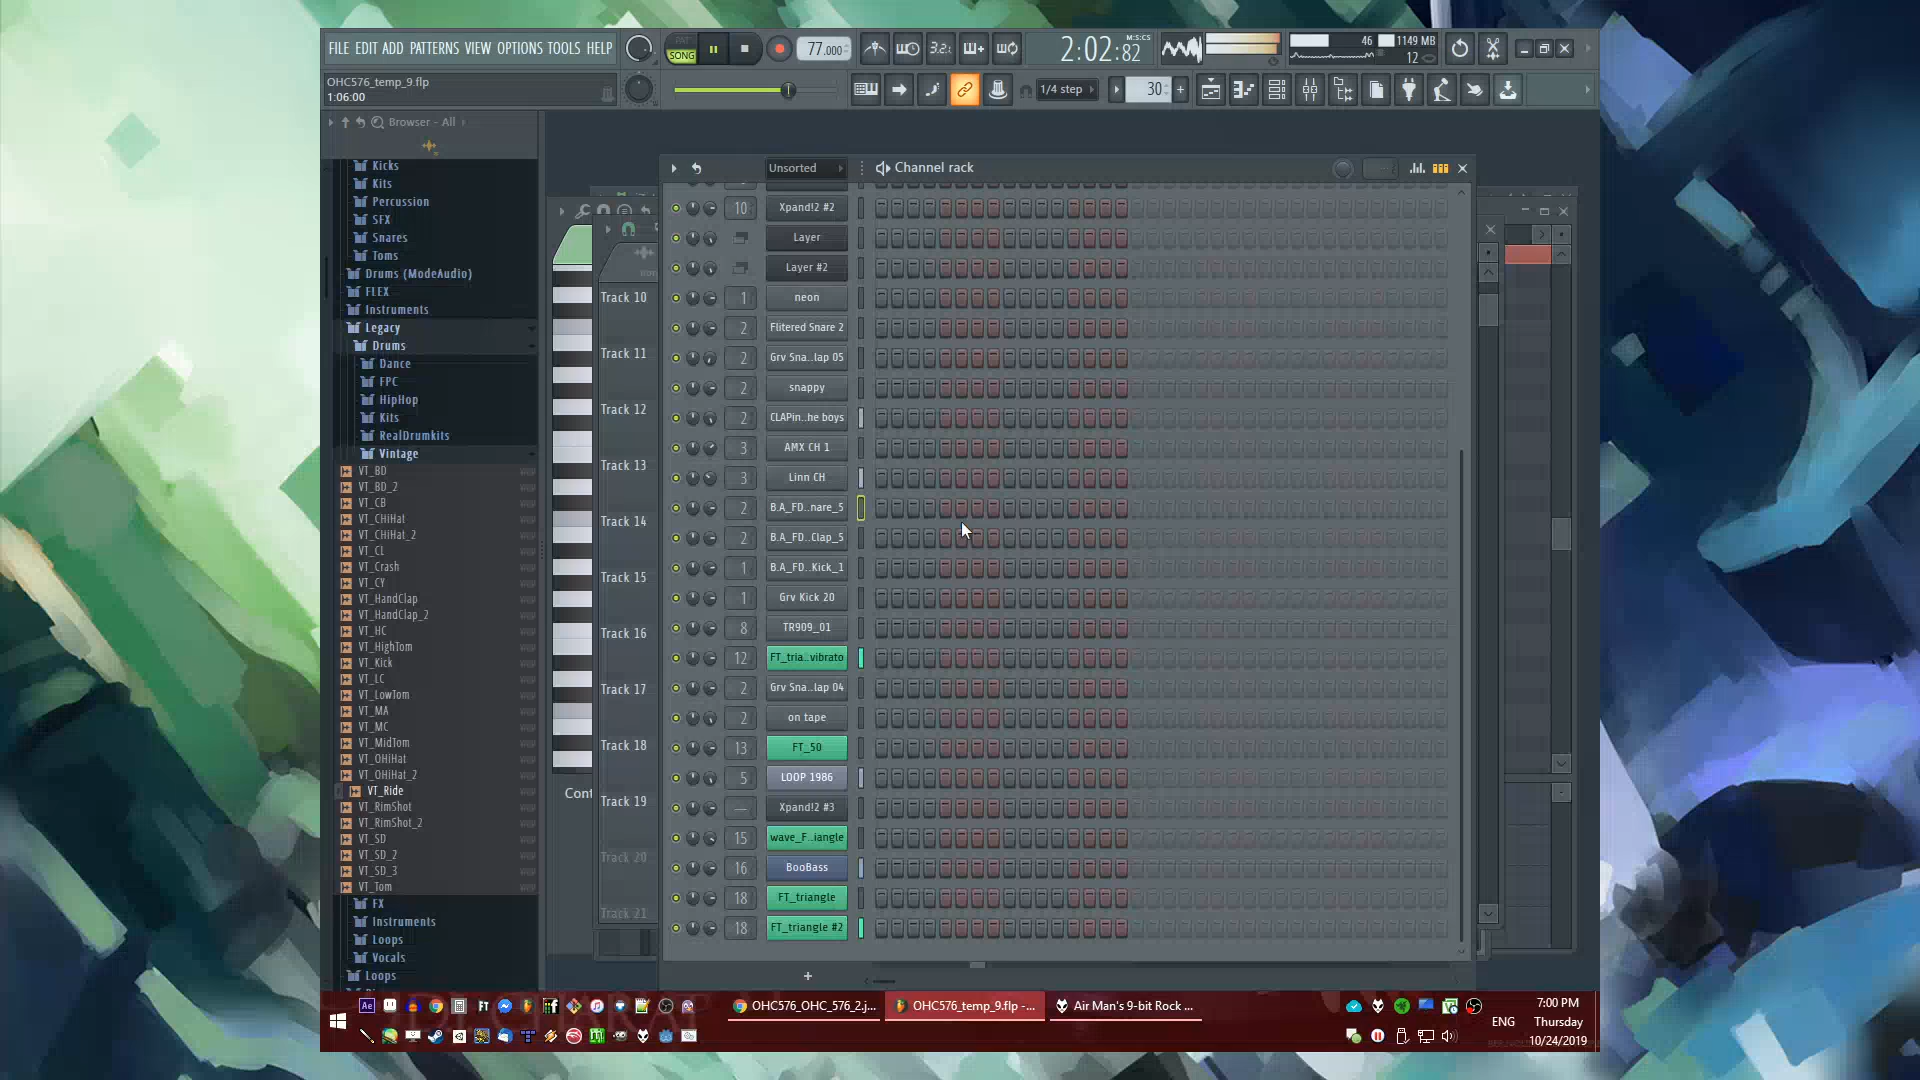 FILE EDIT ADD PATTERNS VIEW OPTIONS TOOLS HELP
PAT
SONG
77.000
3.2.
2:02:82
M:S:CS
46
1149 MB
12
OHC576_temp_9.flp
1:06:00
1/4 step
30
Browser - All
Kicks
Kits
Percussion
SFX
Snares
Toms
Drums (ModeAudio)
FLEX
Instruments
Legacy
Drums
Dance
FPC
HipHop
Kits
RealDrumkits
Vintage
VT_BD
VT_BD_2
VT_CB
VT_CHiHat
VT_CHiHat_2
VT_CL
VT_Crash
VT_CY
VT_HandClap
VT_HandClap_2
VT_HC
VT_HighTom
VT_Kick
VT_LC
VT_LowTom
VT_MA
VT_MC
VT_MidTom
VT_OHiHat
VT_OHiHat_2
VT_Ride
VT_RimShot
VT_RimShot_2
VT_SD
VT_SD_2
VT_SD_3
VT_Tom
FX
Instruments
Loops
Vocals
Loops
Cont
Track 10
Track 11
Track 12
Track 13
Track 14
Track 15
Track 16
Track 17
Track 18
Track 19
Track 20
Track 21
Unsorted
Channel rack
10 Xpand!2 #2
Layer
Layer #2
1 neon
2 Flitered Snare 2
2 Grv Sna..lap 05
2 snappy
2 CLAPin..he boys
3 AMX CH 1
3 Linn CH
2 B.A_FD..nare_5
2 B.A_FD..Clap_5
1 B.A_FD..Kick_1
1 Grv Kick 20
8 TR909_01
12 FT_tria..vibrato
2 Grv Sna..lap 04
2 on tape
13 FT_50
5 LOOP 1986
--- Xpand!2 #3
15 wave_F..iangle
16 BooBass
18 FT_triangle
18 FT_triangle #2
+
Ae
FT
OHC576_OHC_576_2.j...
OHC576_temp_9.flp -...
Air Man's 9-bit Rock ...
ENG
7:00 PM
Thursday
10/24/2019